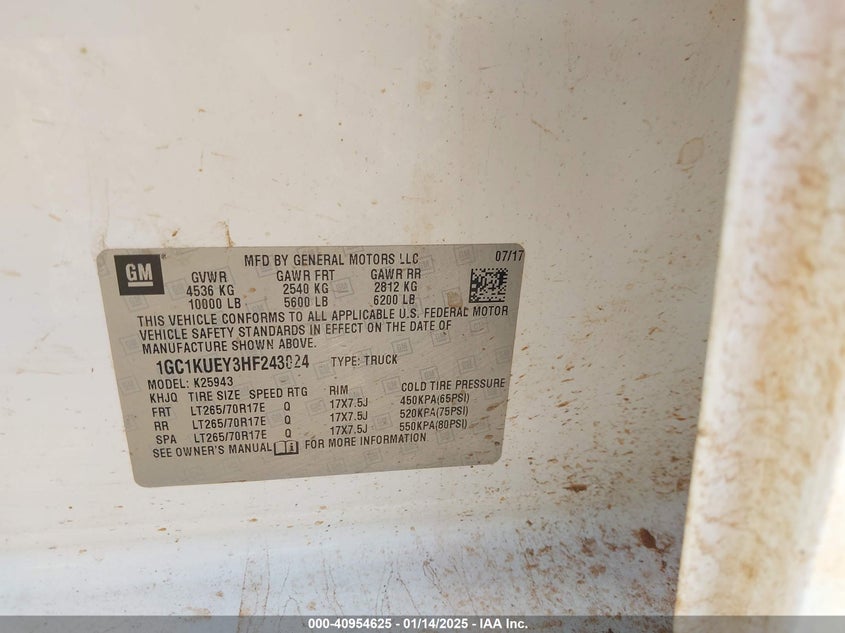 GM
MFD BY GENERAL MOTORS LLC 07/17
GVWR GAWR FRT GAWR RR
4536 KG 2540 KG 2812 KG
10000 LB 5600 LB 6200 LB
THIS VEHICLE CONFORMS TO ALL APPLICABLE U.S. FEDERAL MOTOR
VEHICLE SAFETY STANDARDS IN EFFECT ON THE DATE OF
MANUFACTURE SHOWN ABOVE.
1GC1KUEY3HF243024 TYPE: TRUCK
MODEL: K25943
KHJQ TIRE SIZE SPEED RTG RIM COLD TIRE PRESSURE
FRT LT265/70R17E Q 17X7.5J 450KPA(65PSI)
RR LT265/70R17E Q 17X7.5J 520KPA(75PSI)
SPA LT265/70R17E Q 17X7.5J 550KPA(80PSI)
SEE OWNER'S MANUAL FOR MORE INFORMATION
000-40954625 - 01/14/2025 - IAA Inc.